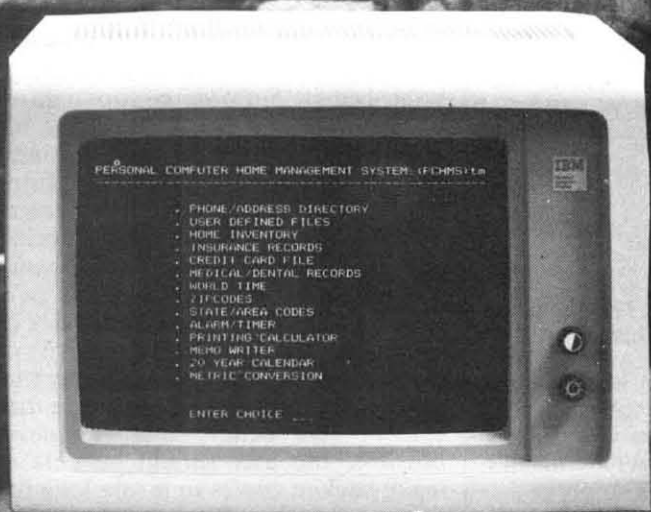 PERSONAL COMPUTER HOME MANAGEMENT SYSTEM. (PCHMS)tm
IBM
. PHONE/ADDRESS DIRECTORY
. USER DEFINED FILES
. HOME INVENTORY
. INSURANCE RECORDS
. CREDIT CARD FILE
. MEDICAL/DENTAL RECORDS
. WORLD TIME
. ZIPCODES
. STATE/AREA CODES
. ALARM/TIMER
. PRINTING CALCULATOR
. MEMO WRITER
. 20 YEAR CALENDAR
. METRIC CONVERSION
ENTER CHOICE ...